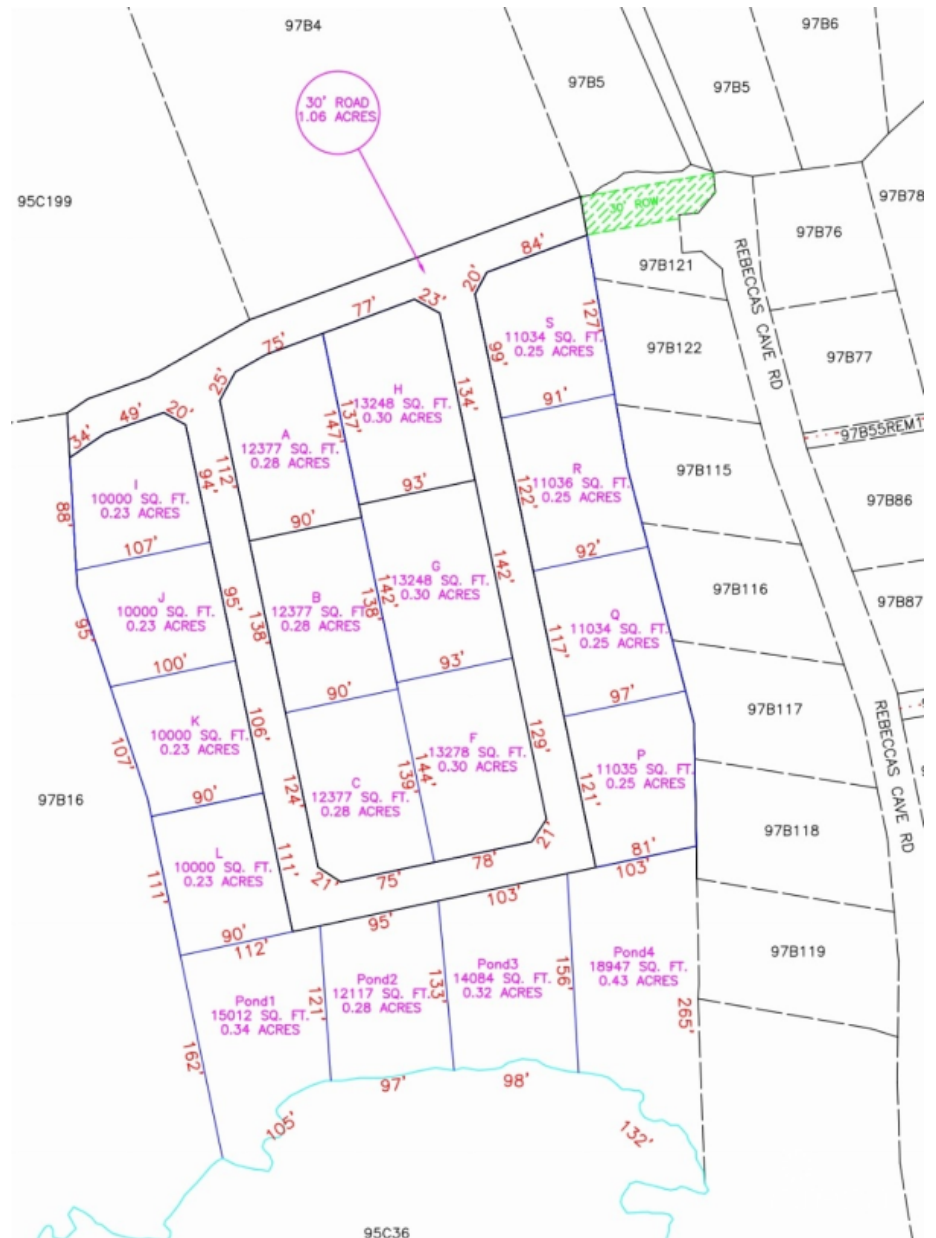 97B4
97B6
97B5
97B5
30' ROAD
1.06 ACRES
95C199
97B78
30' ROW
97B76
84'
20'
97B121
REBECCAS CAVE RD
23'
77'
127'
S
11034 SQ. FT.
0.25 ACRES
75'
97B122
97B77
99'
25'
H
13248 SQ. FT.
0.30 ACRES
134'
91'
49'
20'
34'
137'
147'
A
12377 SQ. FT.
0.28 ACRES
97B55REM1
94'
112'
93'
R
11036 SQ. FT.
0.25 ACRES
97B115
I
10000 SQ. FT.
0.23 ACRES
122'
97B86
88'
90'
107'
92'
142'
G
13248 SQ. FT.
0.30 ACRES
97B116
97B87
J
10000 SQ. FT.
0.23 ACRES
95'
B
12377 SQ. FT.
0.28 ACRES
142'
138'
138'
Q
11034 SQ. FT.
0.25 ACRES
95'
117'
100'
93'
97'
90'
97B117
REBECCAS CAVE RD
K
10000 SQ. FT.
0.23 ACRES
106'
129'
F
13278 SQ. FT.
0.30 ACRES
107'
P
11035 SQ. FT.
0.25 ACRES
144'
139'
C
12377 SQ. FT.
0.28 ACRES
124'
121'
97B16
90'
97B118
21'
81'
L
10000 SQ. FT.
0.23 ACRES
111'
78'
103'
111'
21'
75'
103'
95'
90'
112'
97B119
Pond4
18947 SQ. FT.
0.43 ACRES
Pond3
14084 SQ. FT.
0.32 ACRES
156'
Pond2
12117 SQ. FT.
0.28 ACRES
133'
Pond1
15012 SQ. FT.
0.34 ACRES
121'
265'
162'
98'
97'
105'
132'
95C36